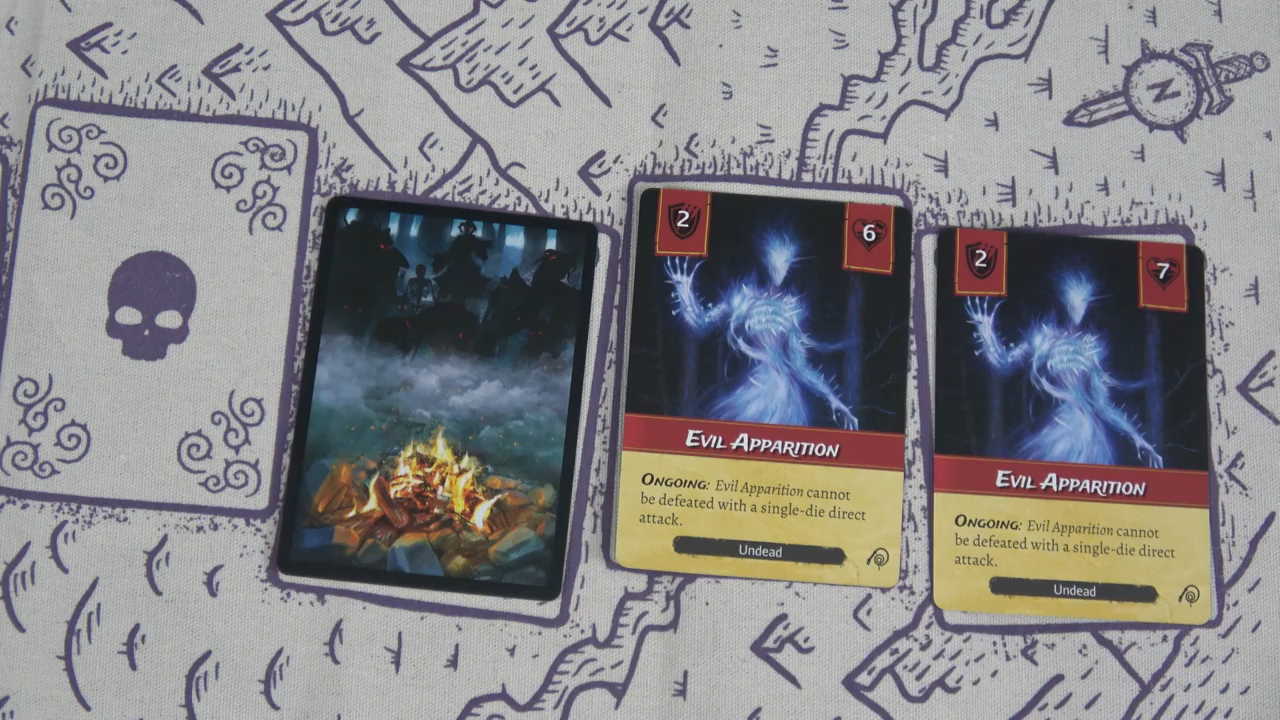 2
6
EVIL APPARITION
ONGOING: Evil Apparition cannot
be defeated with a single-die direct
attack.
Undead
2
7
EVIL APPARITION
ONGOING: Evil Apparition cannot
be defeated with a single-die direct
attack.
Undead
N